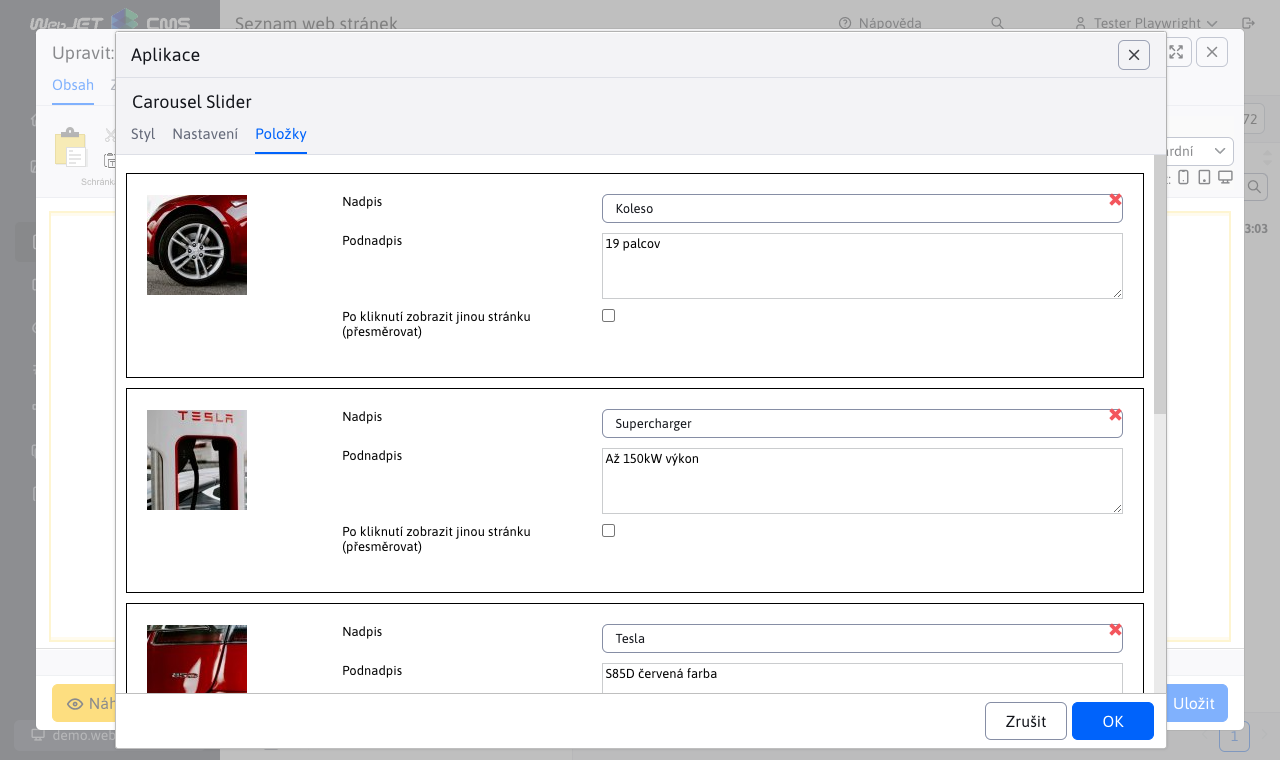 WebJET CMS
Seznam web stránek
Nápověda
Tester Playwright
Upravit:
Aplikace
Obsah
Carousel Slider
Styl
Nastavení
Položky
72
Schránka
Nadpis
Koleso
Podnadpis
19 palcov
Po kliknutí zobrazit jinou stránku
(přesměrovat)
3:03
TESLA
Nadpis
Supercharger
Podnadpis
Až 150kW výkon
Po kliknutí zobrazit jinou stránku
(přesměrovat)
Nadpis
Tesla
Podnadpis
S85D červená farba
Zrušit
OK
Uložit
demo.web
1